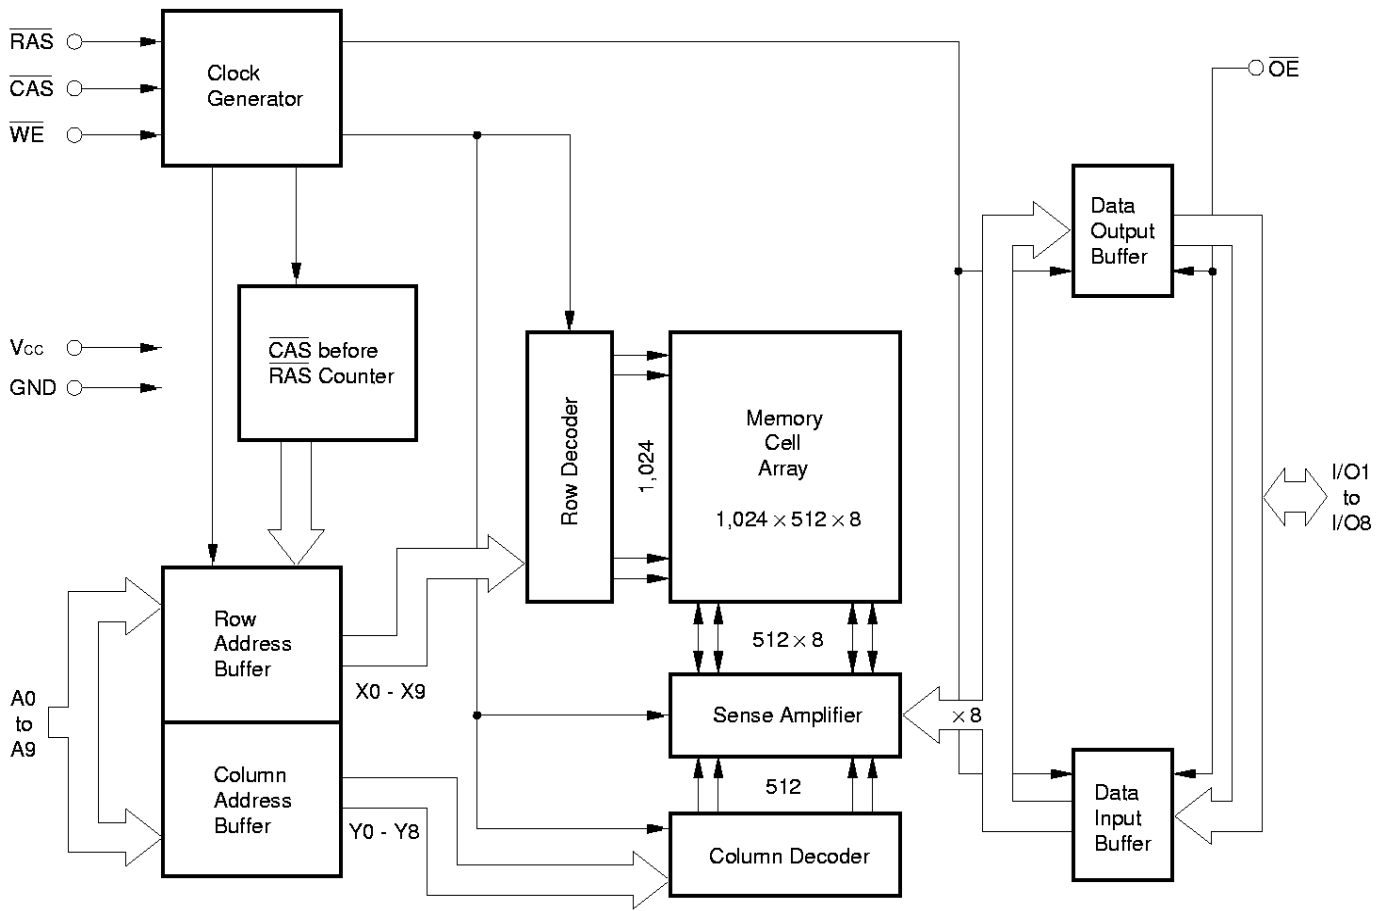 RAS
CAS
WE
Clock
Generator
OE
Data
Output
Buffer
Vcc
GND
CAS before
RAS Counter
Row Decoder
1,024
Memory
Cell
Array
1,024 × 512 × 8
I/O1
to
I/O8
Row
Address
Buffer
X0 - X9
512 × 8
A0
to
A9
Sense Amplifier
× 8
Column
Address
Buffer
Y0 - Y8
512
Column Decoder
Data
Input
Buffer